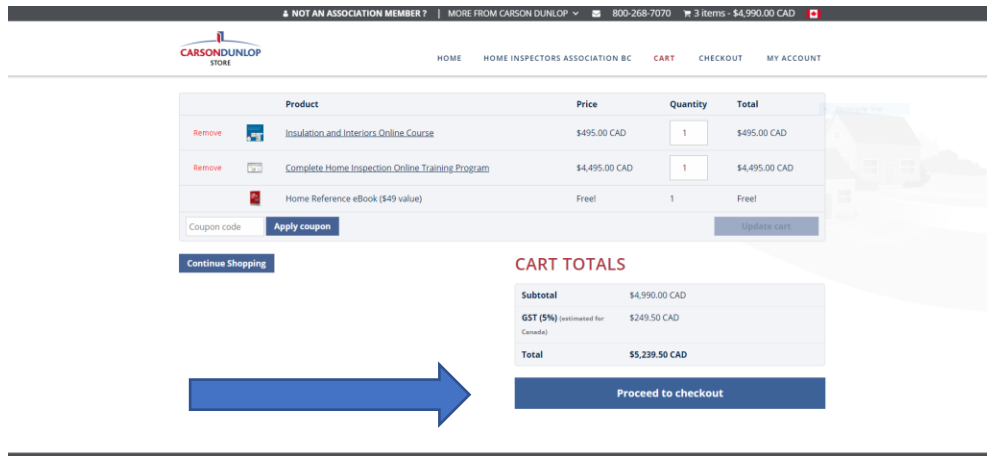 NOT AN ASSOCIATION MEMBER ? | MORE FROM CARSON DUNLOP 800-268-7070 3 items - $4,990.00 CAD
CARSONDUNLOP
STORE
HOME HOME INSPECTORS ASSOCIATION BC CART CHECKOUT MY ACCOUNT
Product Price Quantity Total
Remove Insulation and Interiors Online Course $495.00 CAD 1 $495.00 CAD
Remove Complete Home Inspection Online Training Program $4,495.00 CAD 1 $4,495.00 CAD
Home Reference eBook ($49 value) Free! 1 Free!
Coupon code Apply coupon Update cart
Continue Shopping
CART TOTALS
Subtotal $4,990.00 CAD
GST (5%) (estimated for $249.50 CAD
Canada)
Total $5,239.50 CAD
Proceed to checkout